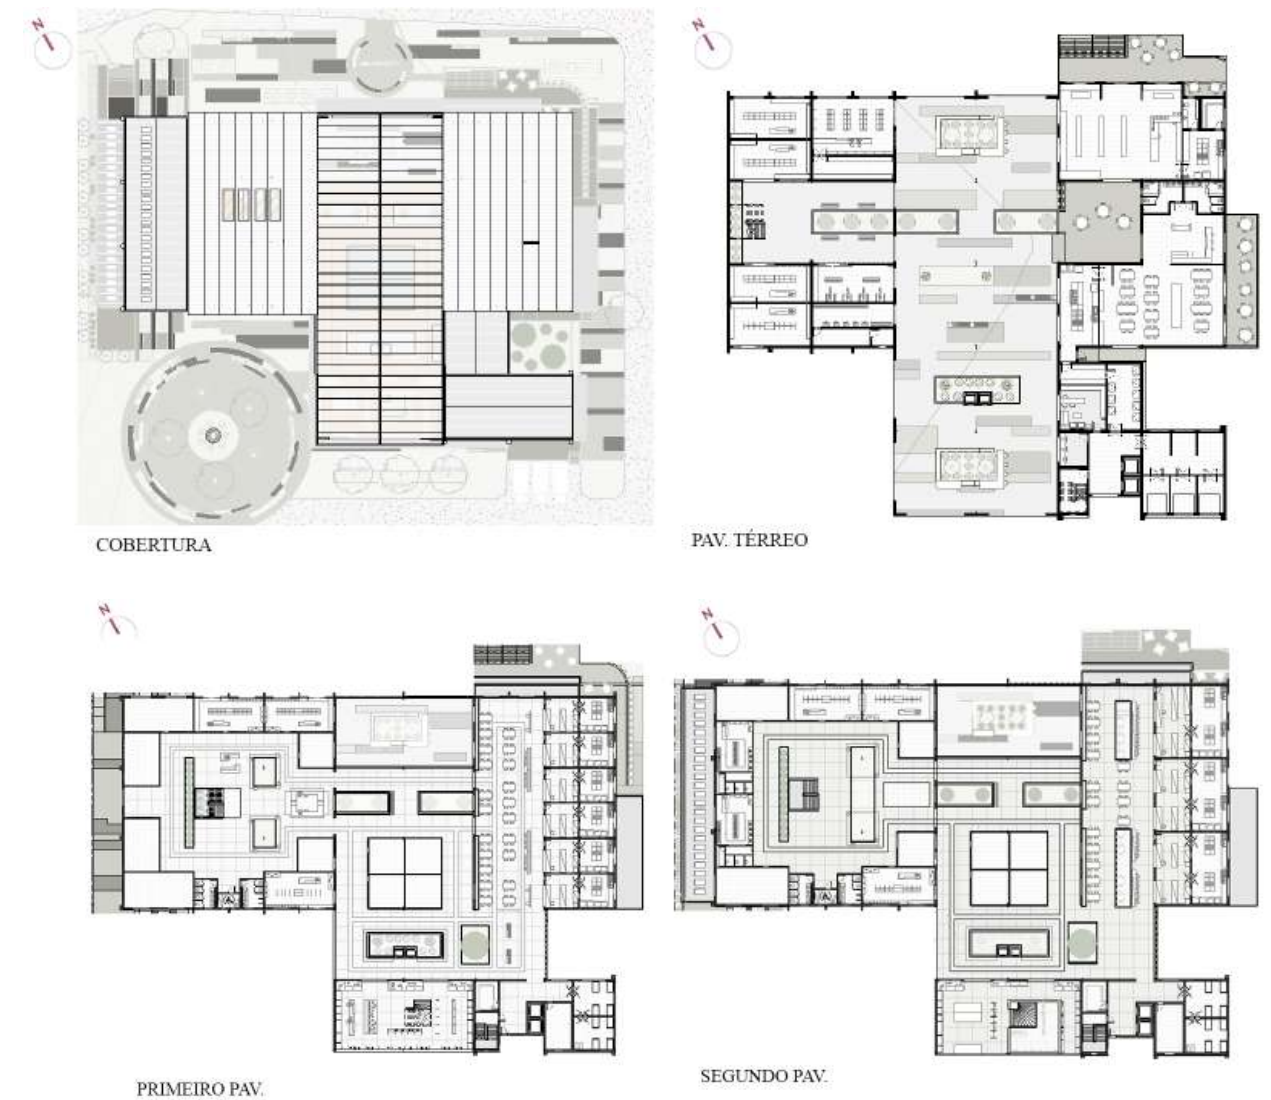 N
N
COBERTURA
PAV. TÉRREO
N
N
PRIMEIRO PAV.
SEGUNDO PAV.